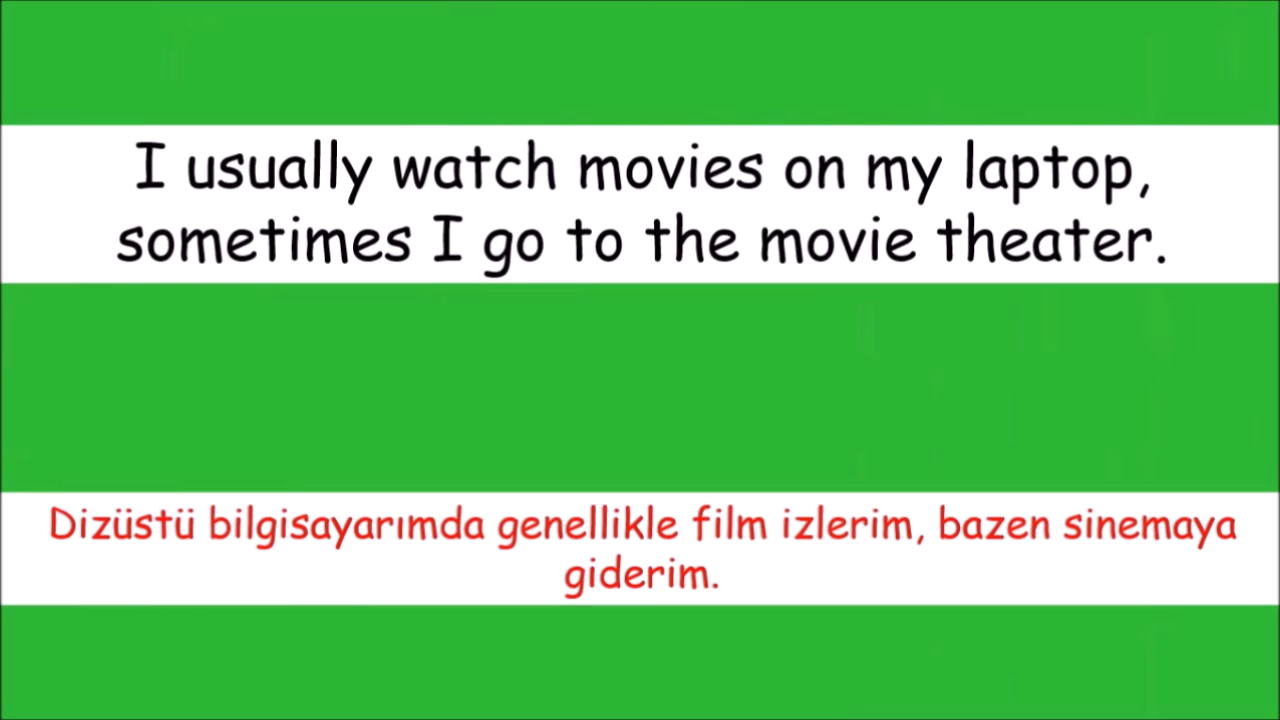 I usually watch movies on my laptop,
sometimes I go to the movie theater.
Dizüstü bilgisayarımda genellikle film izlerim, bazen sinemaya
giderim.